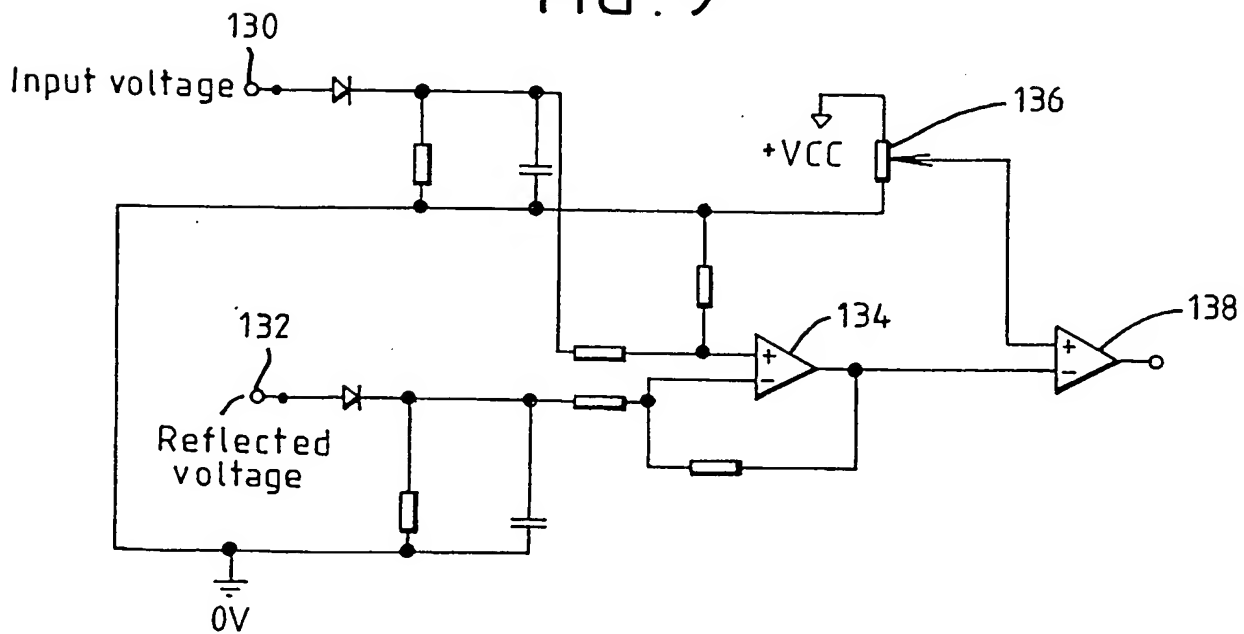 130
Input voltage
136
+VCC
+
-
134
+
-
138
132
Reflected
voltage
0V